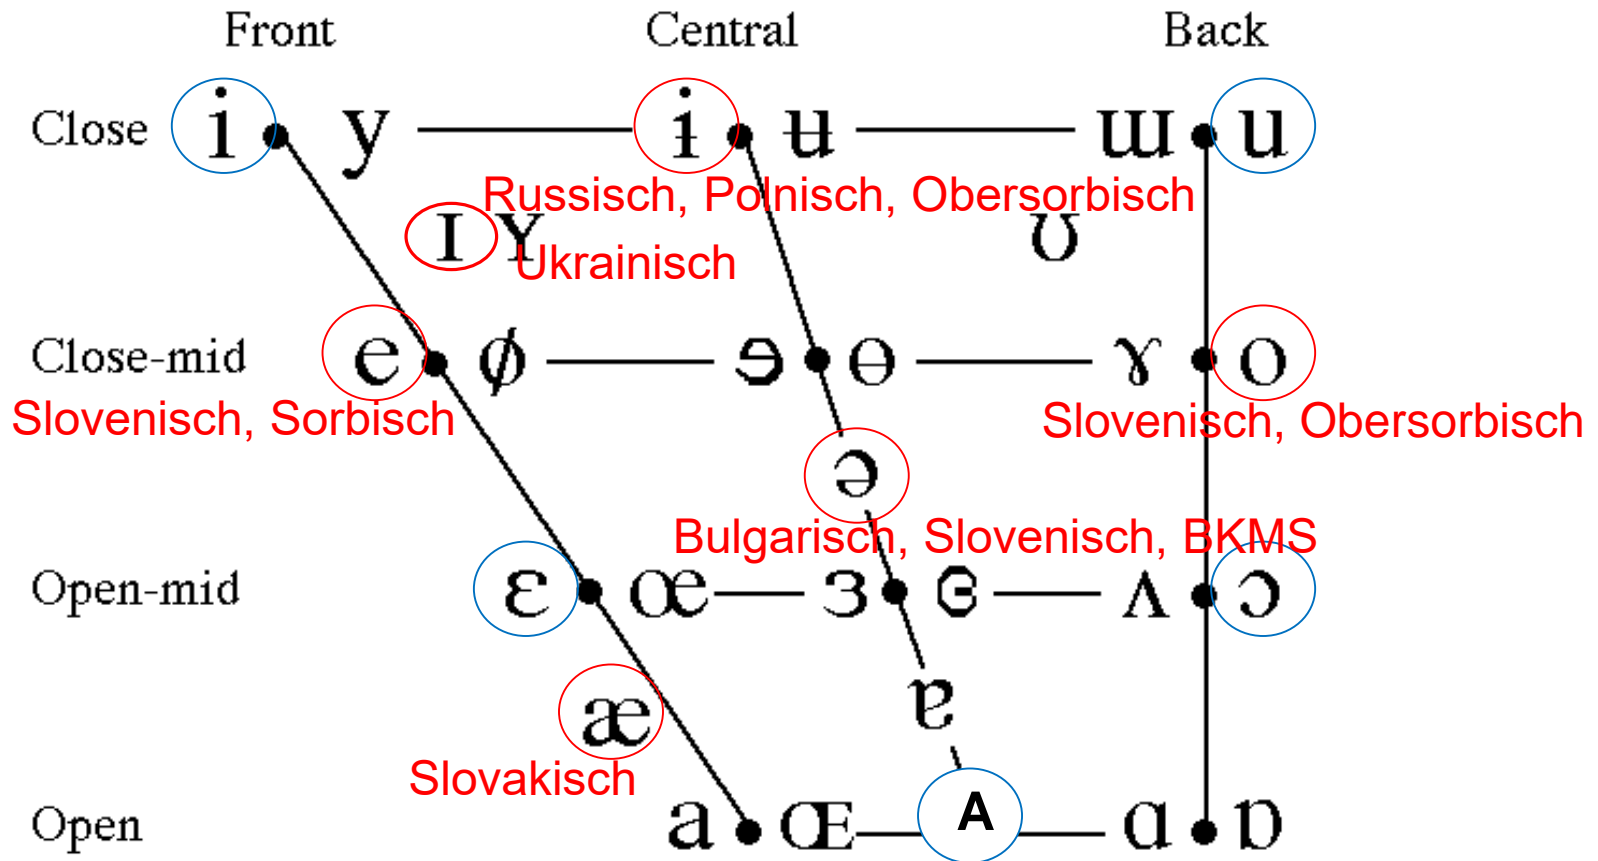 Front Central Back
Close i y ɨ ʉ ɯ u
Russisch, Polnisch, Obersorbisch
I Y ʊ
Ukrainisch
Close-mid e ø ɘ ɵ ɤ o
Slovenisch, Sorbisch Slovenisch, Obersorbisch
ə
Bulgarisch, Slovenisch, BKMS
Open-mid ɛ œ ɜ ɞ ʌ ɔ
æ ɐ
Slovakisch
Open a Œ A ɑ ɒ